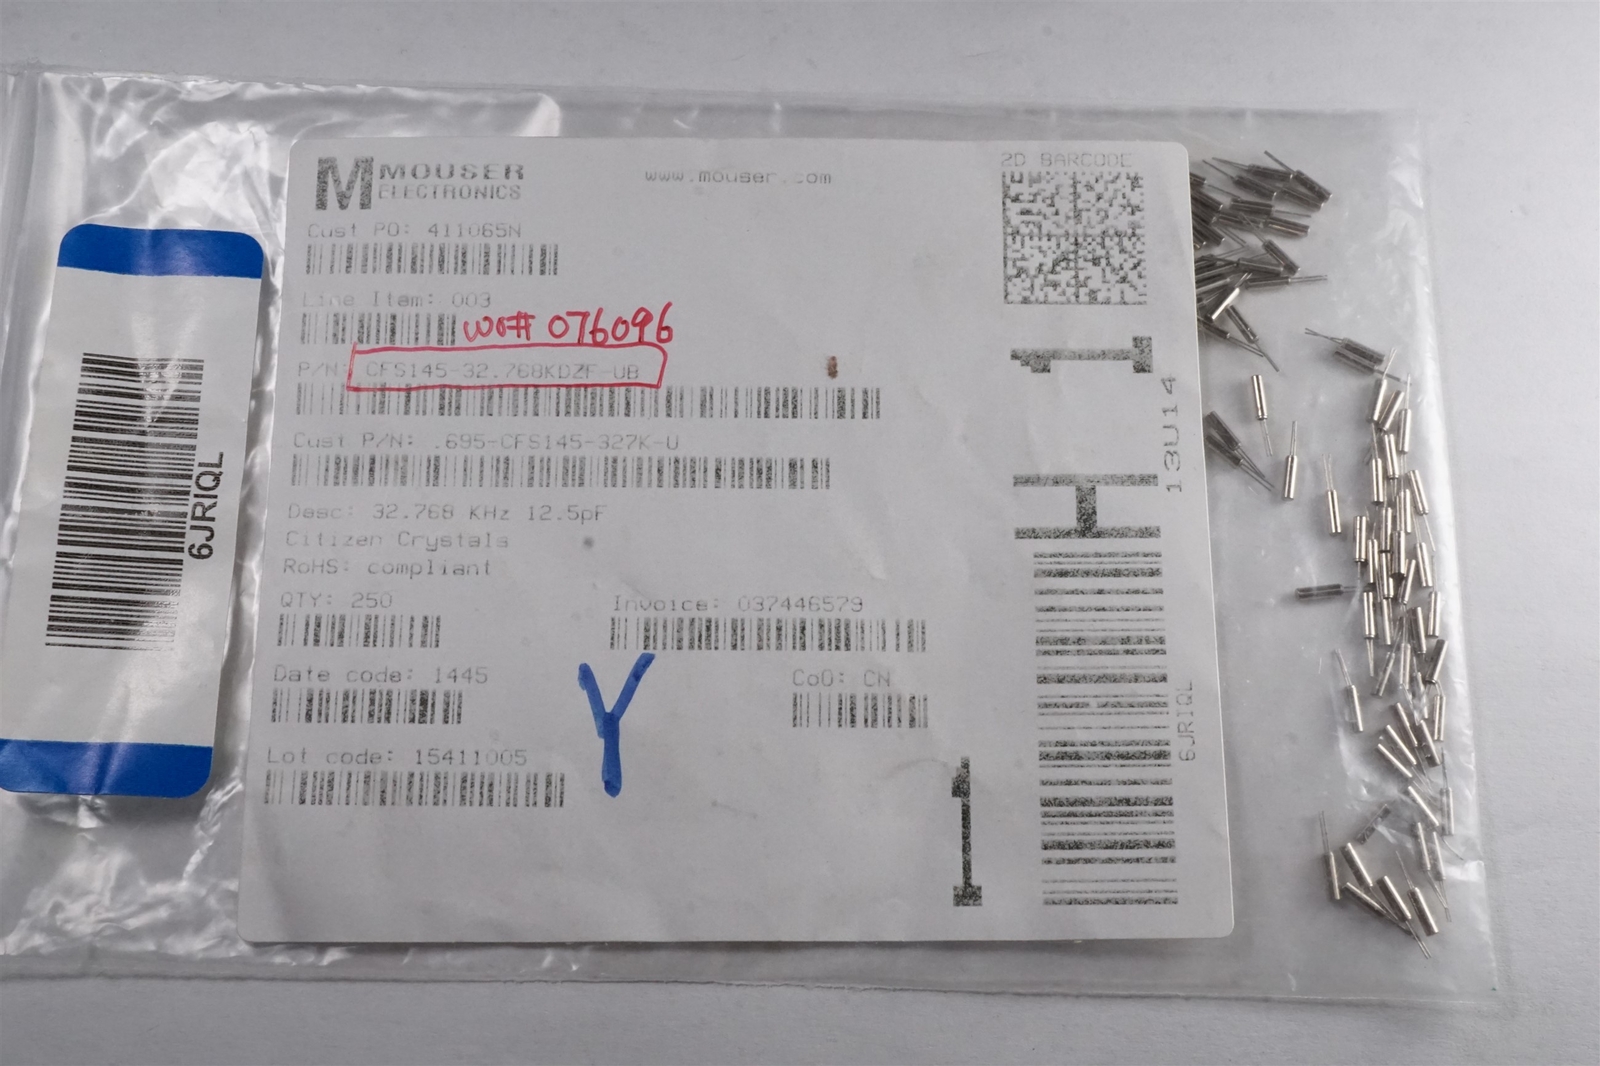 MOUSER
ELECTRONICS
www.mouser.com
2D BARCODE
Cust PO: 411065N
Line Item: 003
WO# 076096
P/N: CFS145-32.768KDZF-UB
Cust P/N: .695-CFS145-327K-U
Desc: 32.768 KHz 12.5pF
Citizen Crystals
RoHS: compliant
QTY: 250
Invoice: 037446579
Date code: 1445
CoO: CN
Lot code: 15411005
Y
1
H
1
13U14
6JRIQL
6JRIQL